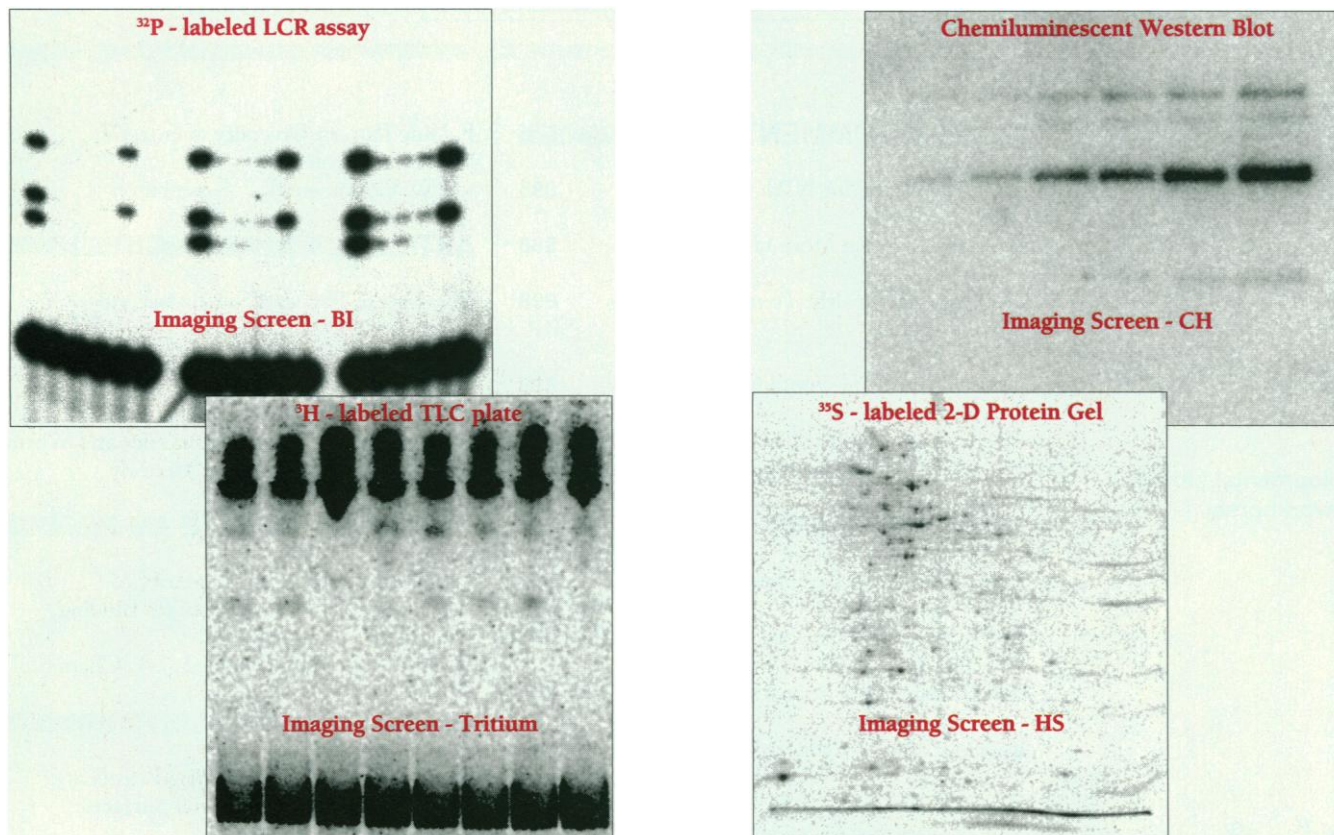 ³²P - labeled LCR assay
Imaging Screen - BI
Chemiluminescent Western Blot
Imaging Screen - CH
³H - labeled TLC plate
Imaging Screen - Tritium
³⁵S - labeled 2-D Protein Gel
Imaging Screen - HS